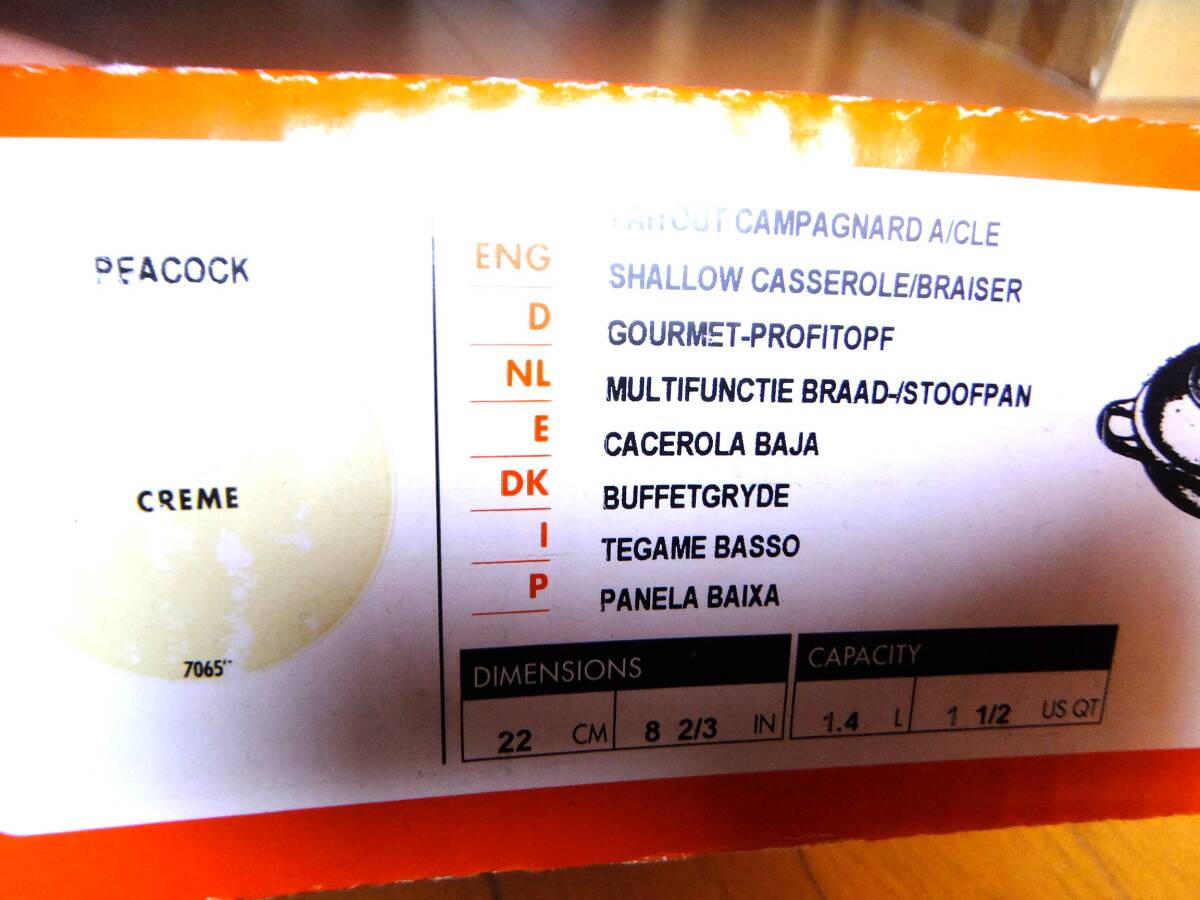 PEACOCK
CREME
7065
CAMPAGNARD A/CLE
ENG SHALLOW CASSEROLE/BRAISER
D GOURMET-PROFITOPF
NL MULTIFUNCTIE BRAAD-/STOOFPAN
E CACEROLA BAJA
DK BUFFETGRYDE
I TEGAME BASSO
P PANELA BAIXA
DIMENSIONS CAPACITY
22 CM 8 2/3 IN 1.4 L 1 1/2 US QT